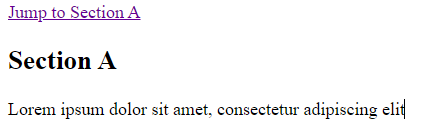 Jump to Section A
Section A
Lorem ipsum dolor sit amet, consectetur adipiscing elit